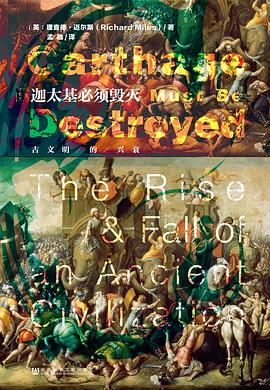 〔英〕理查德·迈尔斯（Richard Miles）/ 著
孟驰/ 译
Carthage
迦太基必须毁灭 Must Be
Destroyed
古文明的兴衰
The Rise
& Fall of
an Ancient
Civilization